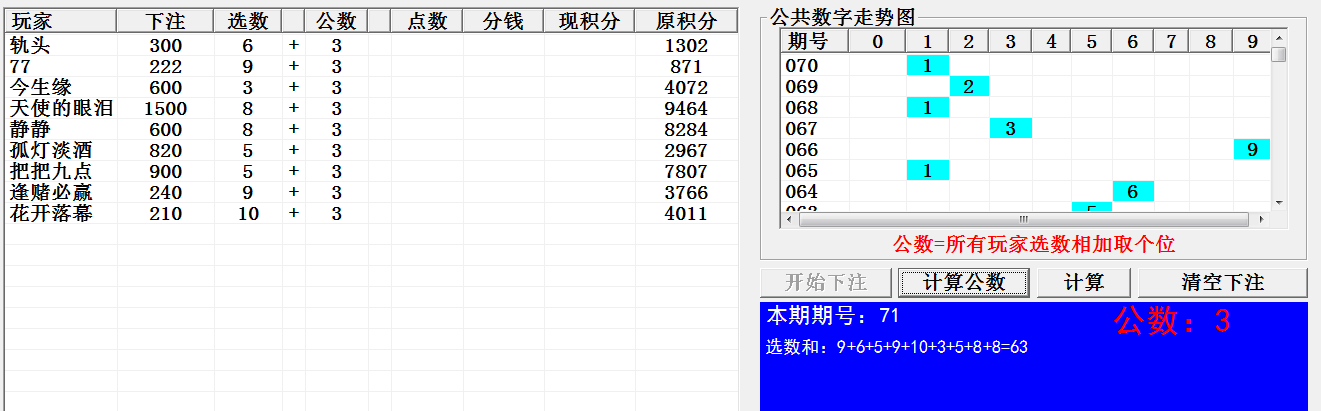 玩家 下注 选数 公数 点数 分钱 现积分 原积分
轨头 300 6 + 3 1302
77 222 9 + 3 871
今生缘 600 3 + 3 4072
天使的眼泪 1500 8 + 3 9464
静静 600 8 + 3 8284
孤灯淡酒 820 5 + 3 2967
把把九点 900 5 + 3 7807
逢赌必赢 240 9 + 3 3766
花开落幕 210 10 + 3 4011
公共数字走势图
期号 0 1 2 3 4 5 6 7 8 9
070 1
069 2
068 1
067 3
066 9
065 1
064 6
063 5
公数=所有玩家选数相加取个位
开始下注 计算公数 计算 清空下注
本期期号：71 公数：3
选数和：9+6+5+9+10+3+5+8+8=63